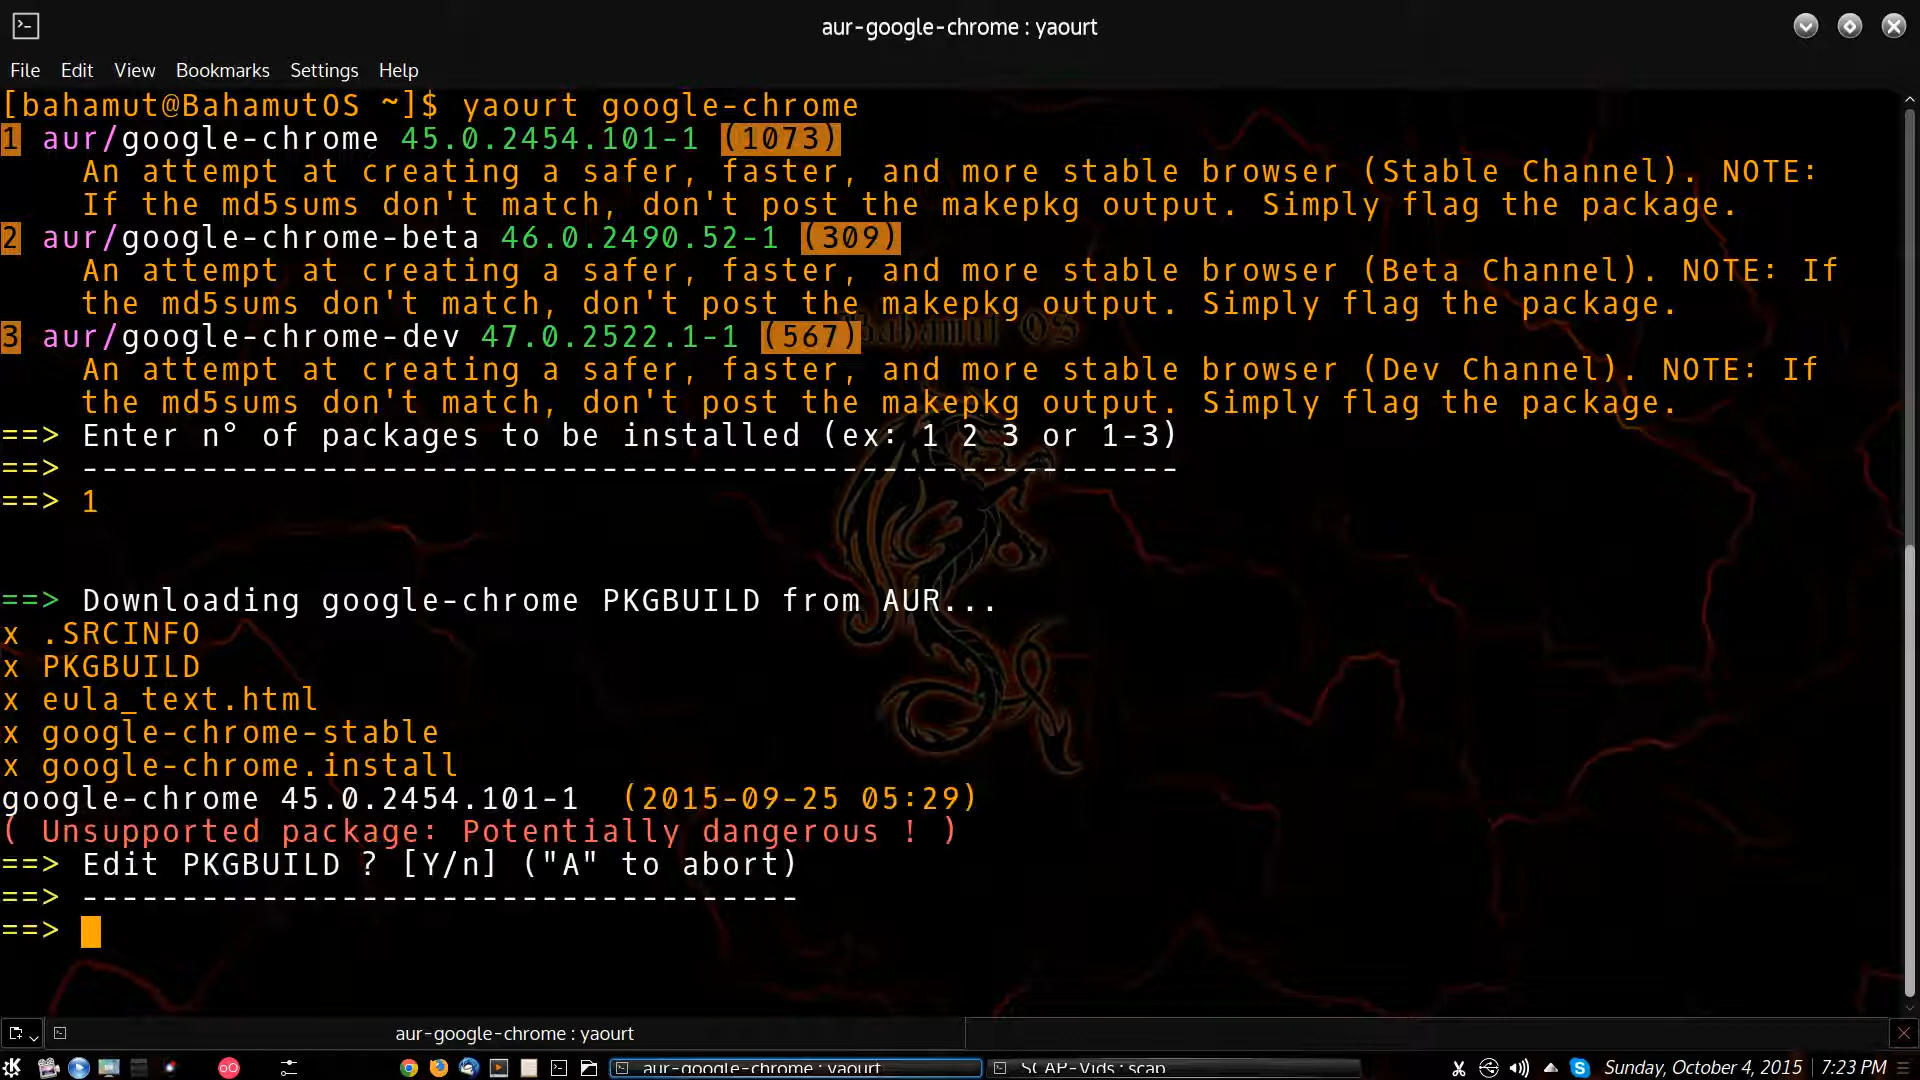 aur-google-chrome : yaourt
File Edit View Bookmarks Settings Help
[bahamut@BahamutOS ~]$ yaourt google-chrome
1 aur/google-chrome 45.0.2454.101-1 (1073)
An attempt at creating a safer, faster, and more stable browser (Stable Channel). NOTE:
If the md5sums don't match, don't post the makepkg output. Simply flag the package.
2 aur/google-chrome-beta 46.0.2490.52-1 (309)
An attempt at creating a safer, faster, and more stable browser (Beta Channel). NOTE: If
the md5sums don't match, don't post the makepkg output. Simply flag the package.
3 aur/google-chrome-dev 47.0.2522.1-1 (567)
Bahamut OS
An attempt at creating a safer, faster, and more stable browser (Dev Channel). NOTE: If
the md5sums don't match, don't post the makepkg output. Simply flag the package.
==> Enter n° of packages to be installed (ex: 1 2 3 or 1-3)
==> -------------------------------------------------------
==> 1
==> Downloading google-chrome PKGBUILD from AUR...
x .SRCINFO
x PKGBUILD
x eula_text.html
x google-chrome-stable
x google-chrome.install
google-chrome 45.0.2454.101-1  (2015-09-25 05:29)
( Unsupported package: Potentially dangerous ! )
==> Edit PKGBUILD ? [Y/n] ("A" to abort)
==> ------------------------------------
==>
aur-google-chrome : yaourt
aur-google-chrome : yaourt
SCAP-Vids : scap
Sunday, October 4, 2015
7:23 PM